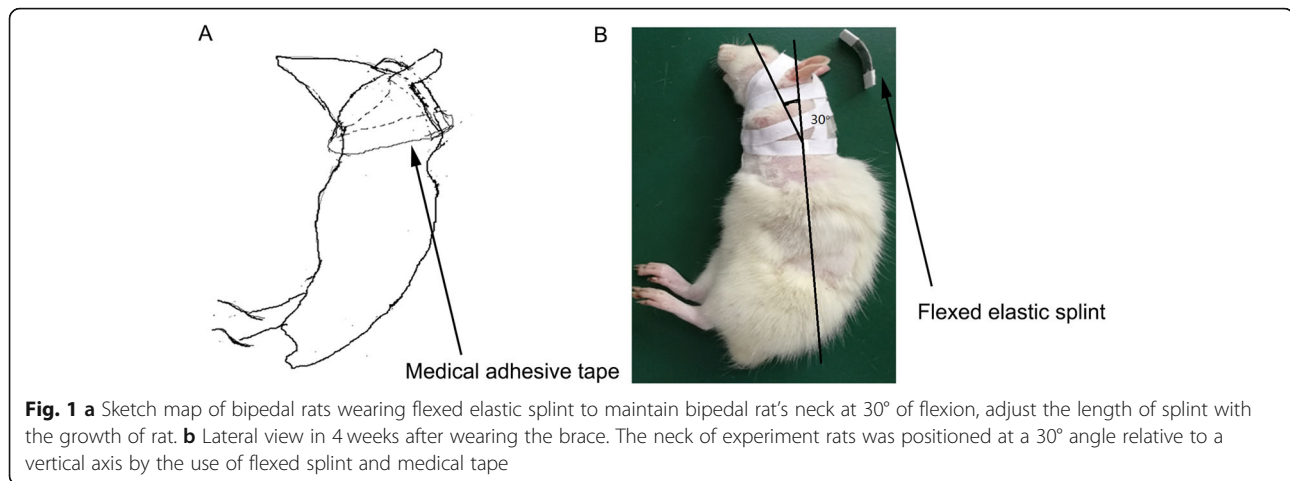 A
B
30°
Flexed elastic splint
Medical adhesive tape
Fig. 1 a Sketch map of bipedal rats wearing flexed elastic splint to maintain bipedal rat's neck at 30° of flexion, adjust the length of splint with
the growth of rat. b Lateral view in 4 weeks after wearing the brace. The neck of experiment rats was positioned at a 30° angle relative to a
vertical axis by the use of flexed splint and medical tape